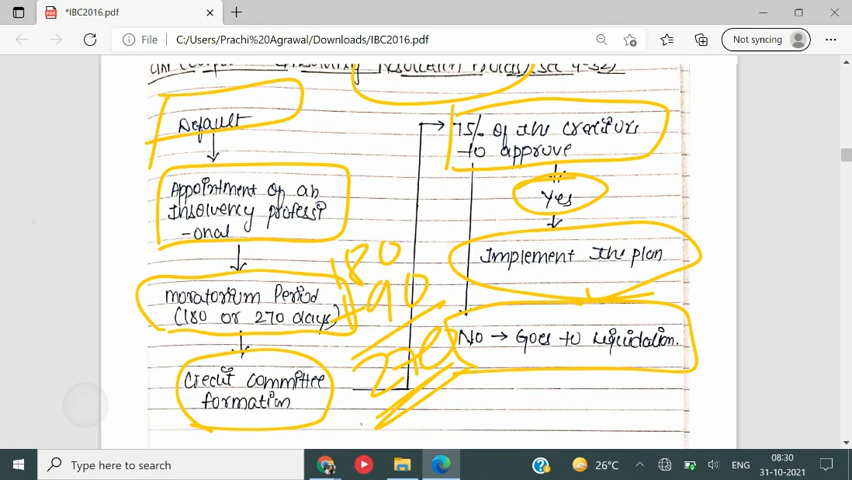 *IBC2016.pdf
File
C:/Users/Prachi%20Agrawal/Downloads/IBC2016.pdf
Not syncing
Default
Appointment of an
Insolvency professi
-onal
Moratorium Period
(180 or 270 days)
Credit committee
formation
180
+90
270
75% of the creditors
to approve
Yes
Implement the plan
No → Goes to Liquidation.
Type here to search
26°C
ENG
08:30
31-10-2021